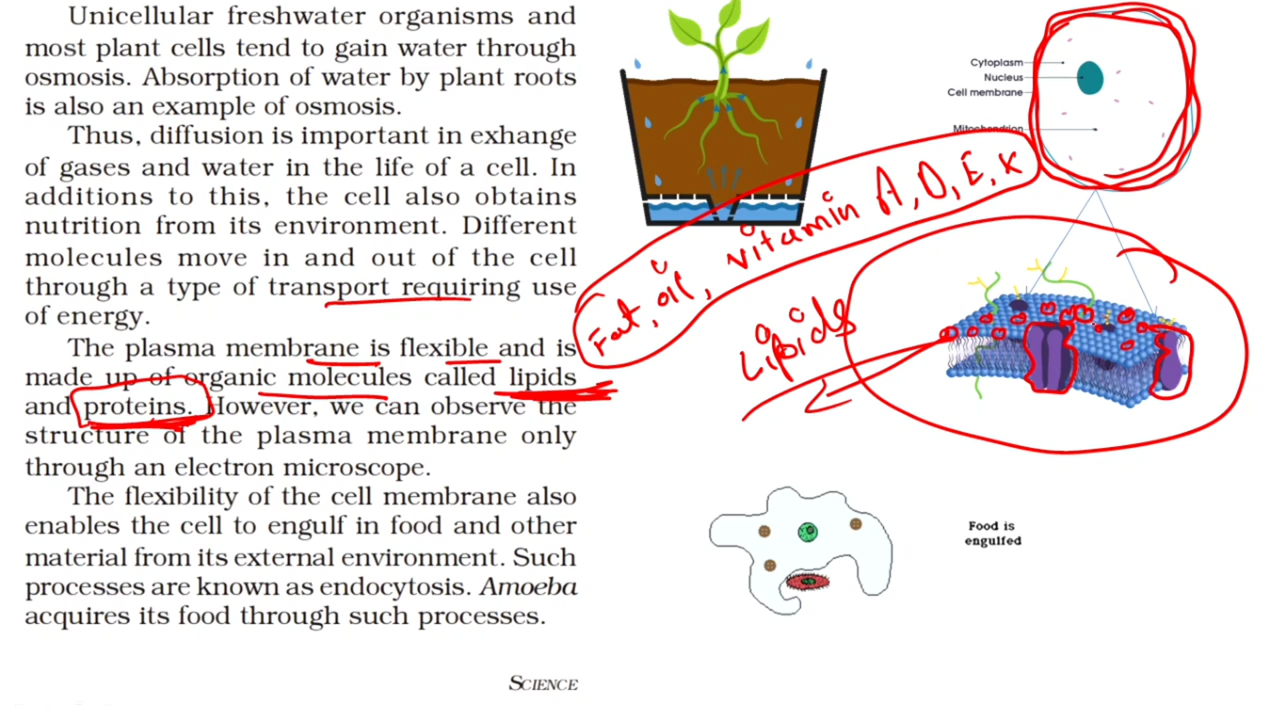 Unicellular freshwater organisms and
most plant cells tend to gain water through
osmosis. Absorption of water by plant roots
is also an example of osmosis.
Thus, diffusion is important in exhange
of gases and water in the life of a cell. In
additions to this, the cell also obtains
nutrition from its environment. Different
molecules move in and out of the cell
through a type of transport requiring use
of energy.
The plasma membrane is flexible and is
made up of organic molecules called lipids
and proteins. However, we can observe the
structure of the plasma membrane only
through an electron microscope.
The flexibility of the cell membrane also
enables the cell to engulf in food and other
material from its external environment. Such
processes are known as endocytosis. Amoeba
acquires its food through such processes.
SCIENCE
Cytoplasm
Nucleus
Cell membrane
Mitochondrion
Fat, oil, vitamin A, D, E, K
Lipids
Food is
engulfed